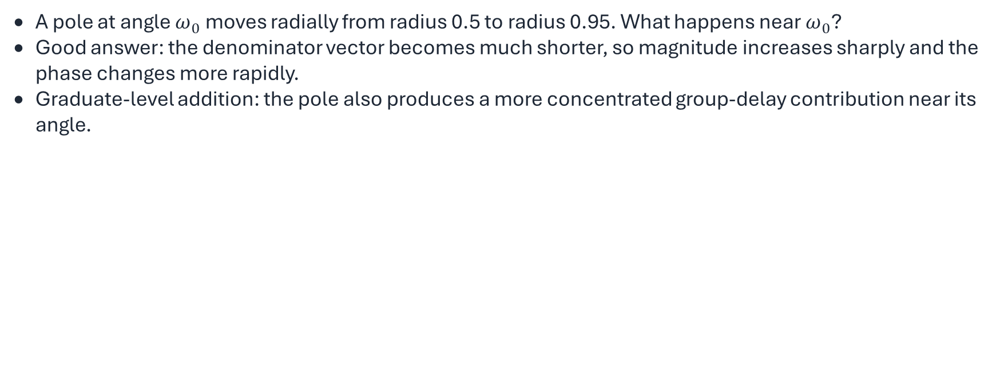 • A pole at angle ω₀ moves radially from radius 0.5 to radius 0.95. What happens near ω₀?
• Good answer: the denominator vector becomes much shorter, so magnitude increases sharply and the
phase changes more rapidly.
• Graduate-level addition: the pole also produces a more concentrated group-delay contribution near its
angle.